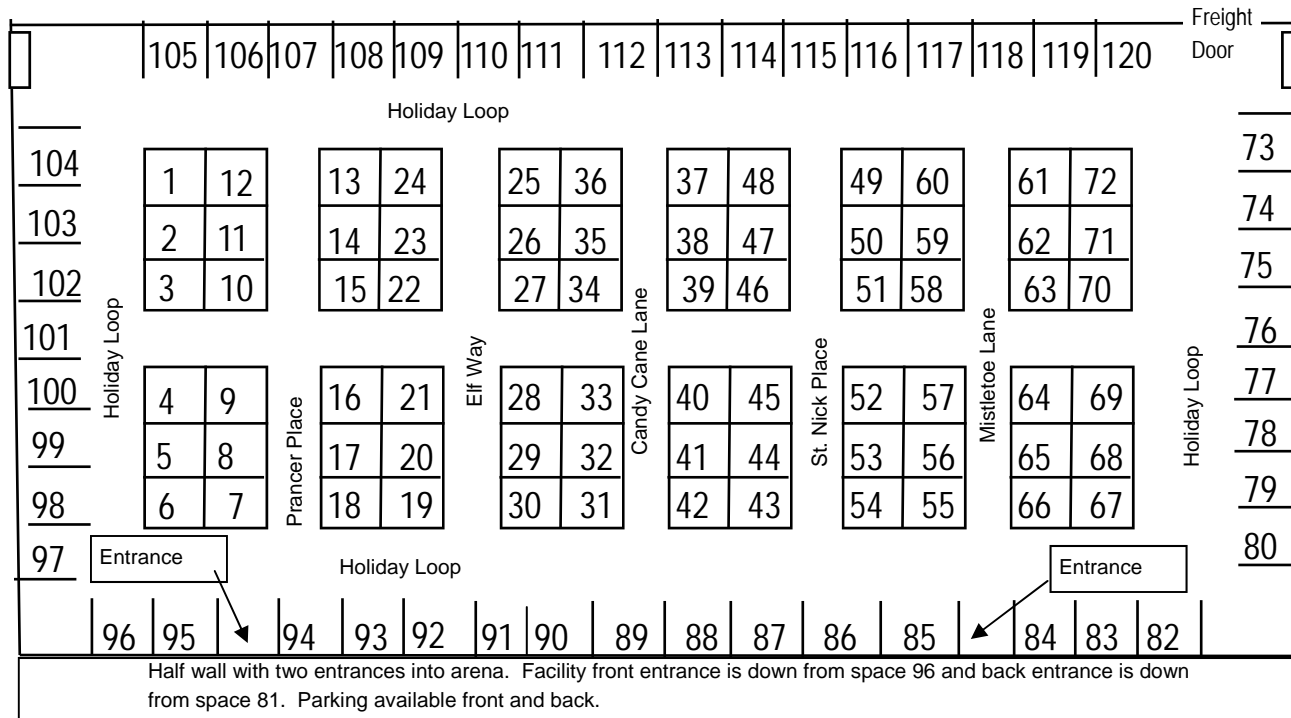 Freight
105 106 107 108 109 110 111 112 113 114 115 116 117 118 119 120 Door
Holiday Loop
104 1 12 13 24 25 36 37 48 49 60 61 72 73
103 2 11 14 23 26 35 38 47 50 59 62 71 74
102 3 10 15 22 27 34 39 46 51 58 63 70 75
101 76
Holiday Loop
Prancer Place
Elf Way
Candy Cane Lane
St. Nick Place
Mistletoe Lane
Holiday Loop
100 4 9 16 21 28 33 40 45 52 57 64 69 77
99 5 8 17 20 29 32 41 44 53 56 65 68 78
98 6 7 18 19 30 31 42 43 54 55 66 67 79
97 80
Entrance Holiday Loop Entrance
96 95 94 93 92 91 90 89 88 87 86 85 84 83 82
Half wall with two entrances into arena. Facility front entrance is down from space 96 and back entrance is down
from space 81. Parking available front and back.